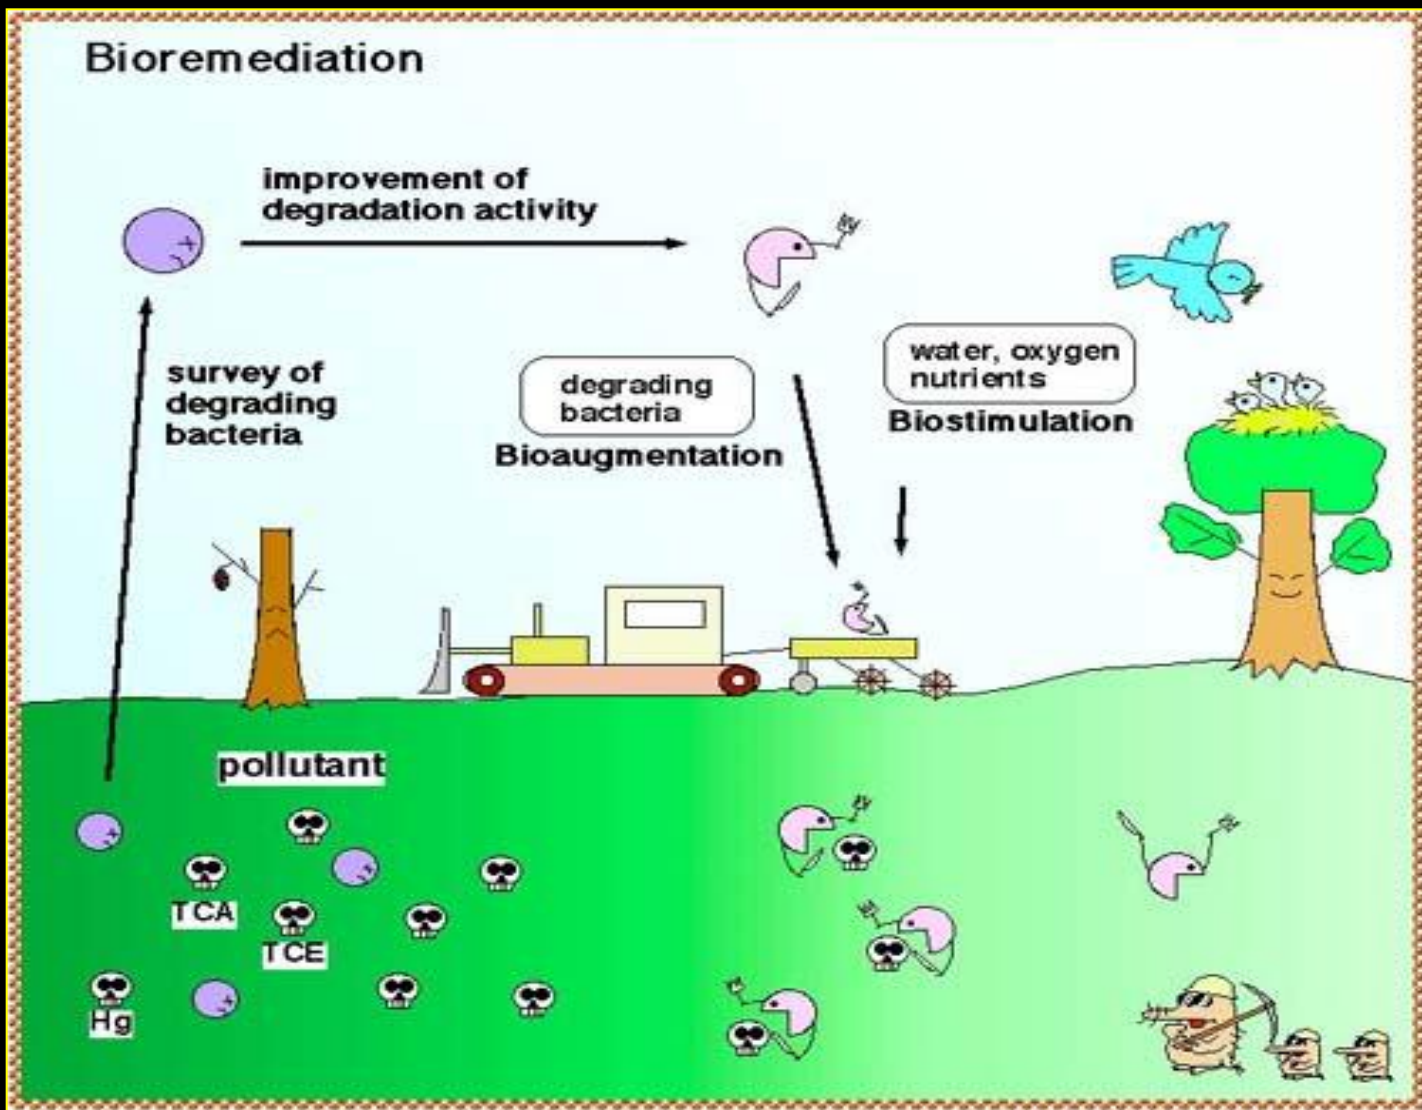 Bioremediation
improvement of
degradation activity
survey of
degrading
bacteria
degrading
bacteria
Bioaugmentation
water, oxygen
nutrients
Biostimulation
pollutant
TCA
TCE
Hg